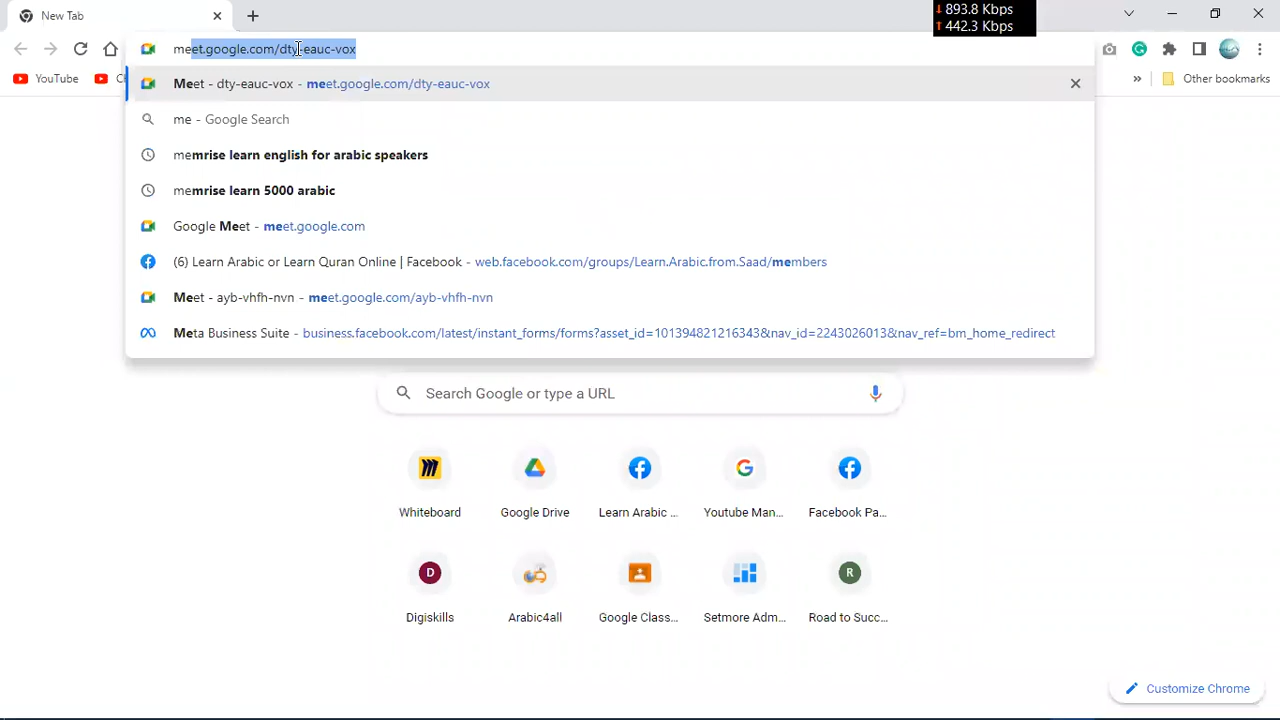 New Tab
893.8 Kbps
442.3 Kbps
meet.google.com/dty-eauc-vox
YouTube
Other bookmarks
Meet - dty-eauc-vox - meet.google.com/dty-eauc-vox
me - Google Search
memrise learn english for arabic speakers
memrise learn 5000 arabic
Google Meet - meet.google.com
(6) Learn Arabic or Learn Quran Online | Facebook - web.facebook.com/groups/Learn.Arabic.from.Saad/members
Meet - ayb-vhfh-nvn - meet.google.com/ayb-vhfh-nvn
Meta Business Suite - business.facebook.com/latest/instant_forms/forms?asset_id=101394821216343&nav_id=2243026013&nav_ref=bm_home_redirect
Search Google or type a URL
Whiteboard
Google Drive
Learn Arabic ...
Youtube Man...
Facebook Pa...
D
R
Digiskills
Arabic4all
Google Class...
Setmore Adm...
Road to Succ...
Customize Chrome